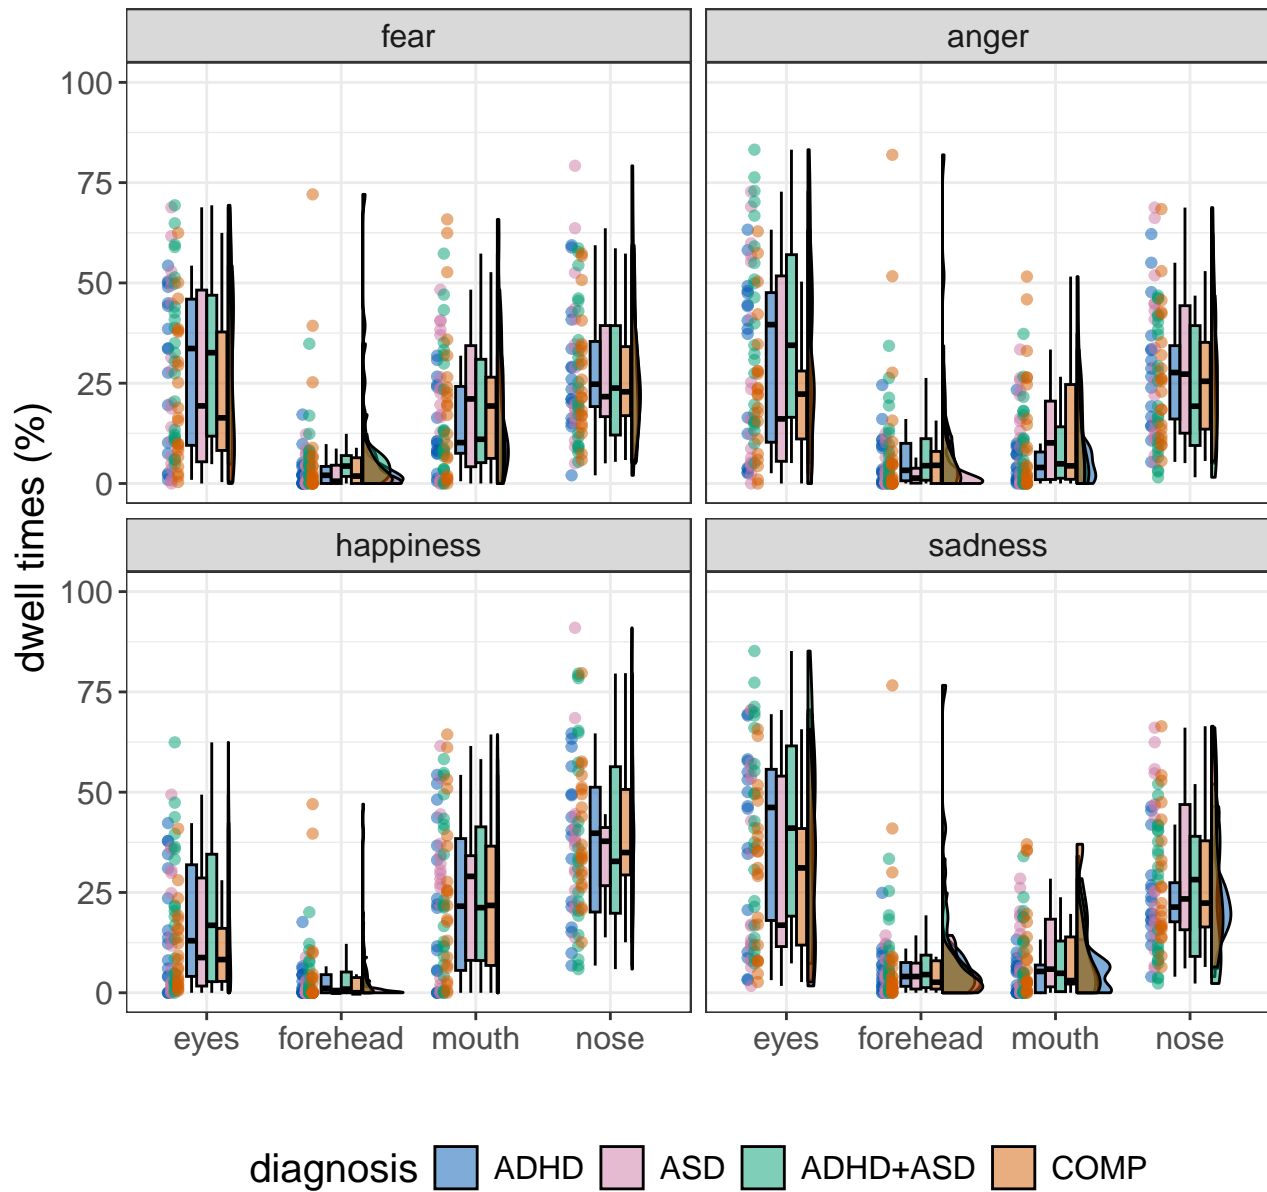 fear
anger
100
75
50
25
0
happiness
sadness
100
75
50
25
0
eyes
forehead
mouth
nose
eyes
forehead
mouth
nose
dwell times (%)
diagnosis ADHD ASD ADHD+ASD COMP